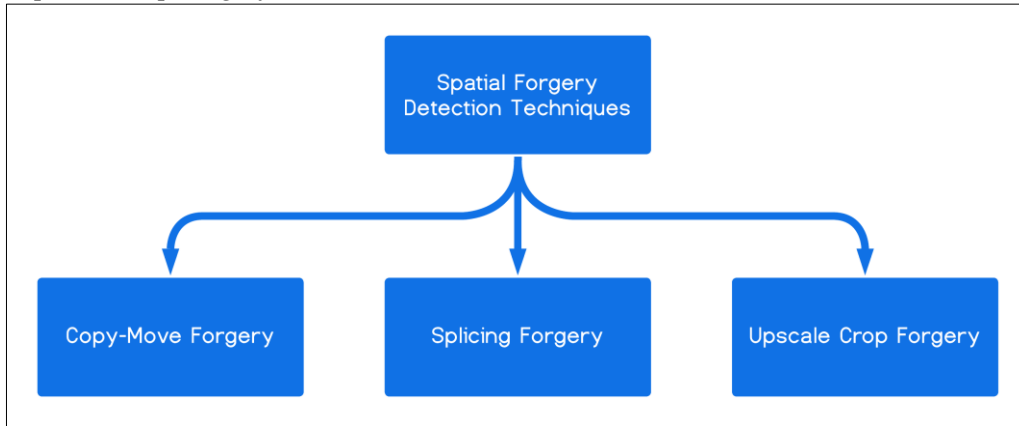 Spatial Forgery
Detection Techniques
Copy-Move Forgery
Splicing Forgery
Upscale Crop Forgery